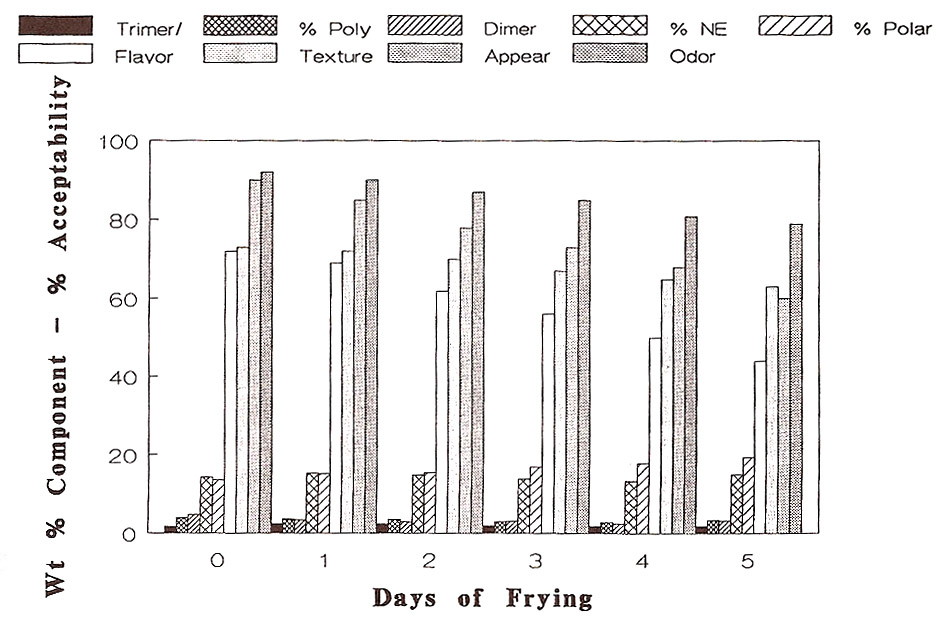 Trimer/ % Poly Dimer % NE % Polar
Flavor Texture Appear Odor
Wt % Component – % Acceptability
100
80
60
40
20
0
0 1 2 3 4 5
Days of Frying